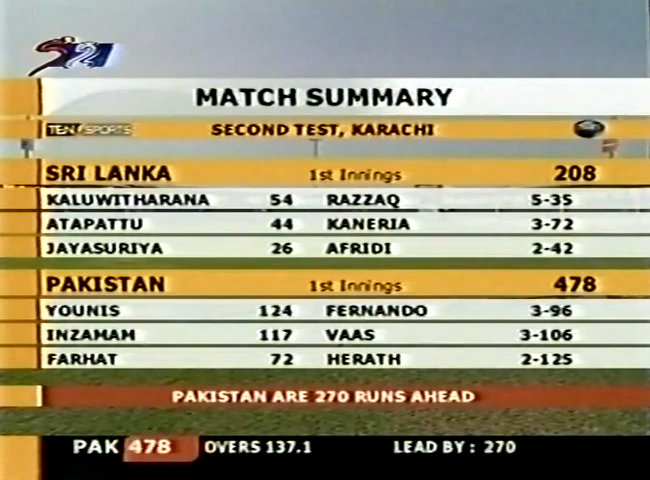 2
MATCH SUMMARY
TEN SPORTS SECOND TEST, KARACHI
SRI LANKA 1st Innings 208
KALUWITHARANA 54 RAZZAQ 5-35
ATAPATTU 44 KANERIA 3-72
JAYASURIYA 26 AFRIDI 2-42
PAKISTAN 1st Innings 478
YOUNIS 124 FERNANDO 3-96
INZAMAM 117 VAAS 3-106
FARHAT 72 HERATH 2-125
PAKISTAN ARE 270 RUNS AHEAD
PAK 478 OVERS 137.1 LEAD BY : 270